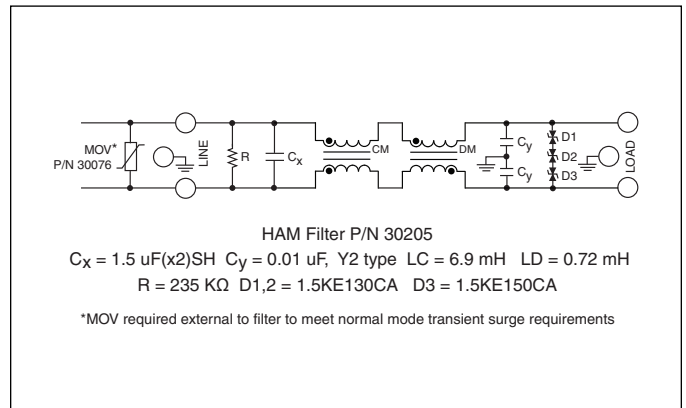 MOV*
P/N 30076
LINE
R
Cx
CM
DM
Cy
Cy
D1
D2
D3
LOAD
HAM Filter P/N 30205
Cx = 1.5 uF(x2)SH Cy = 0.01 uF, Y2 type LC = 6.9 mH LD = 0.72 mH
R = 235 KΩ D1,2 = 1.5KE130CA D3 = 1.5KE150CA
*MOV required external to filter to meet normal mode transient surge requirements